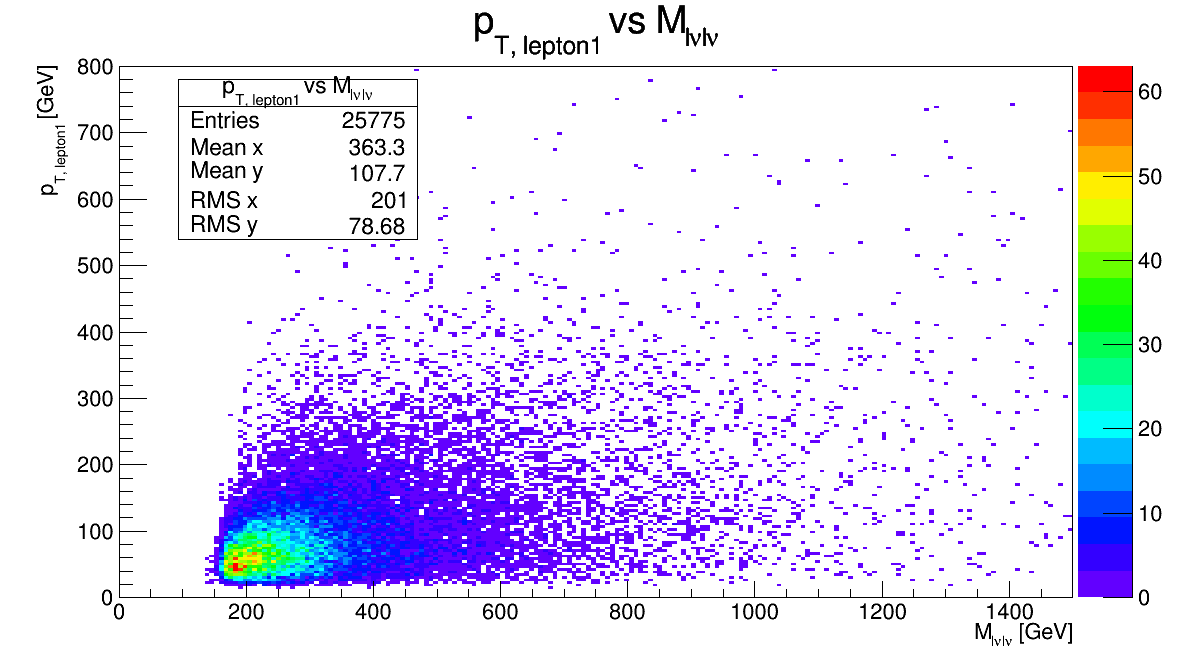 p_T, lepton1 vs M_lνlν
p_T, lepton1 [GeV]
800
700
600
500
400
300
200
100
0
p_T, lepton1 vs M_lνlν
Entries 25775
Mean x 363.3
Mean y 107.7
RMS x 201
RMS y 78.68
60
50
40
30
20
10
0
0 200 400 600 800 1000 1200 1400
M_lνlν [GeV]